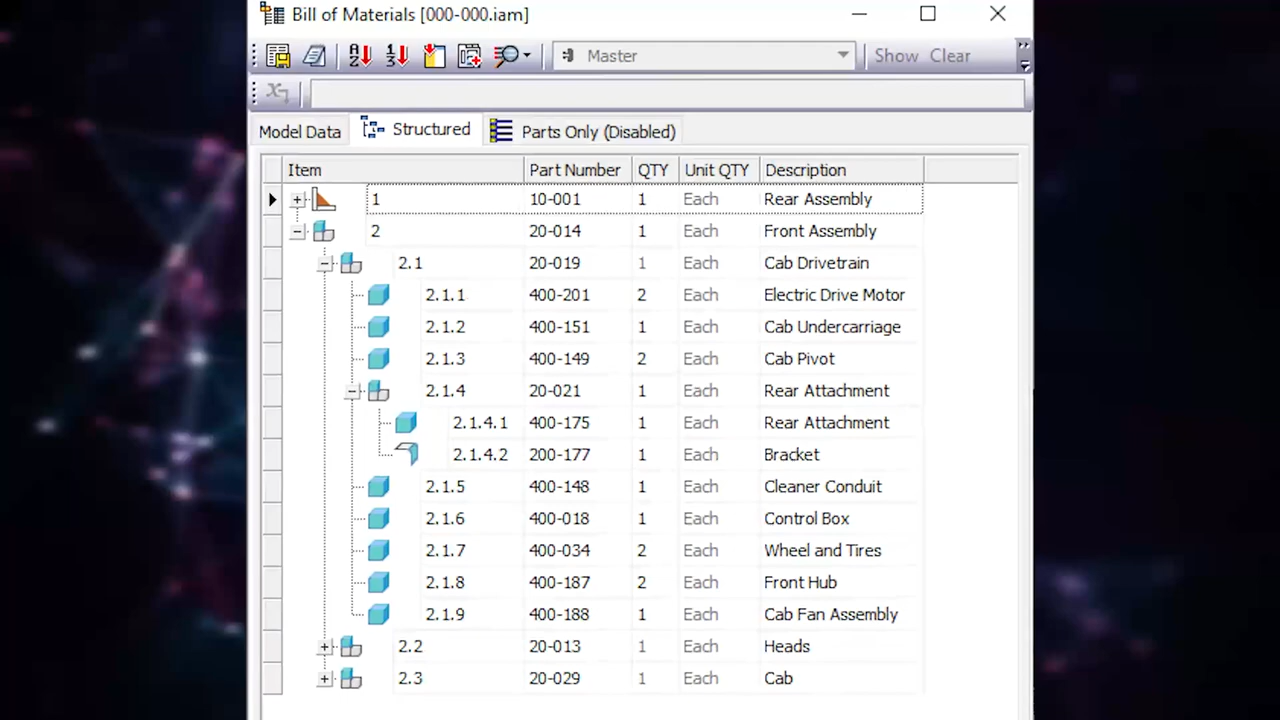 Bill of Materials [000-000.iam]
Master Show Clear
Model Data Structured Parts Only (Disabled)
Item Part Number QTY Unit QTY Description
1 10-001 1 Each Rear Assembly
2 20-014 1 Each Front Assembly
2.1 20-019 1 Each Cab Drivetrain
2.1.1 400-201 2 Each Electric Drive Motor
2.1.2 400-151 1 Each Cab Undercarriage
2.1.3 400-149 2 Each Cab Pivot
2.1.4 20-021 1 Each Rear Attachment
2.1.4.1 400-175 1 Each Rear Attachment
2.1.4.2 200-177 1 Each Bracket
2.1.5 400-148 1 Each Cleaner Conduit
2.1.6 400-018 1 Each Control Box
2.1.7 400-034 2 Each Wheel and Tires
2.1.8 400-187 2 Each Front Hub
2.1.9 400-188 1 Each Cab Fan Assembly
2.2 20-013 1 Each Heads
2.3 20-029 1 Each Cab